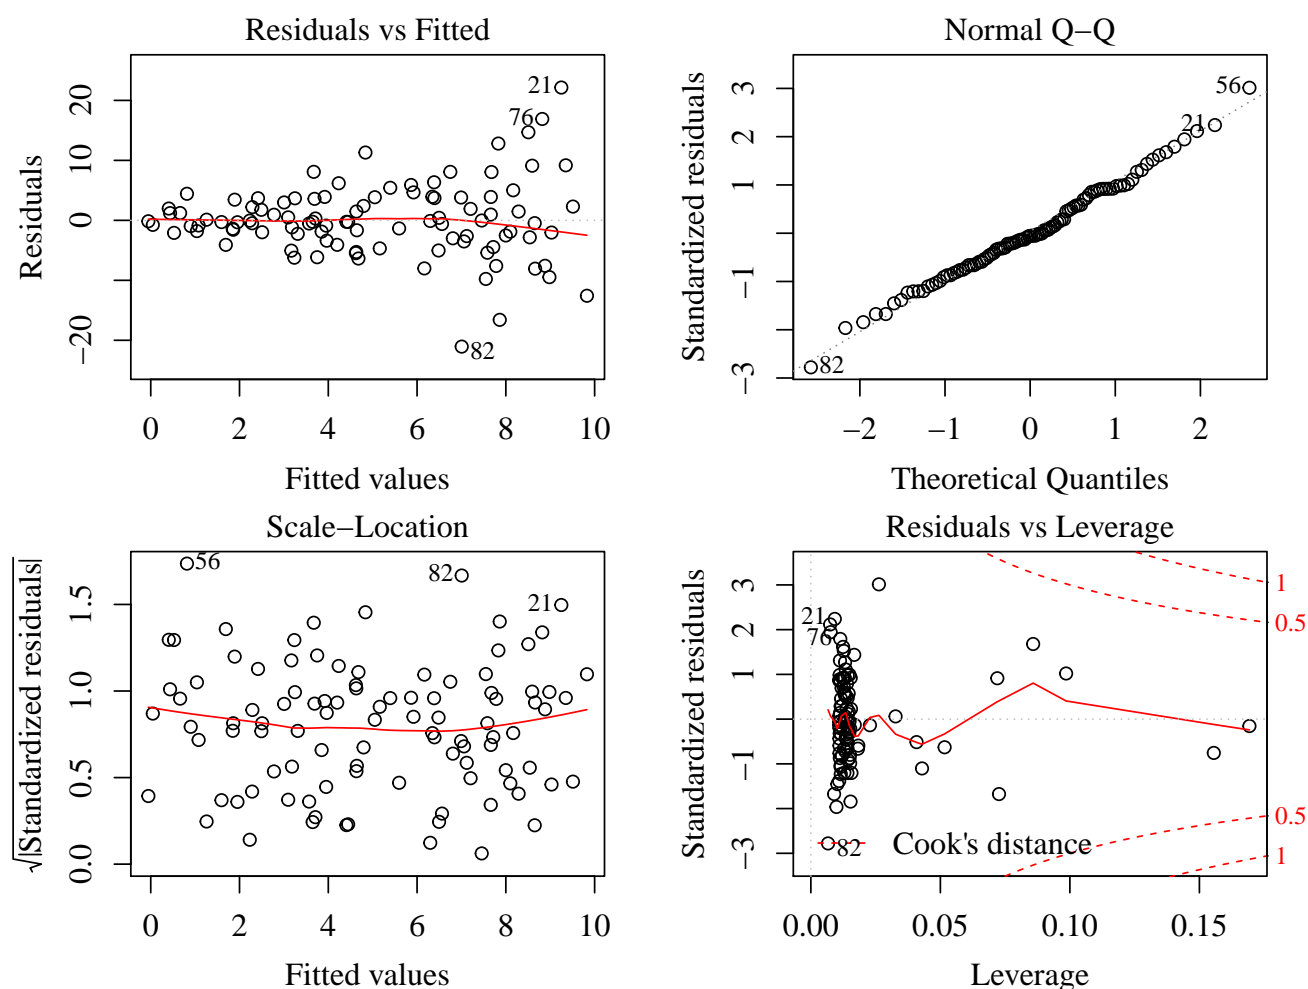 Residuals vs Fitted
Residuals
20
10
0
−20
21
76
82
0 2 4 6 8 10
Fitted values
Normal Q−Q
Standardized residuals
3
2
1
−1
−3
56
21
82
−2 −1 0 1 2
Theoretical Quantiles
Scale−Location
√|Standardized residuals|
1.5
1.0
0.5
0.0
56
82
21
0 2 4 6 8 10
Fitted values
Residuals vs Leverage
Standardized residuals
3
2
1
−1
−3
21
76
82
Cook's distance
1
0.5
0.5
1
0.00 0.05 0.10 0.15
Leverage